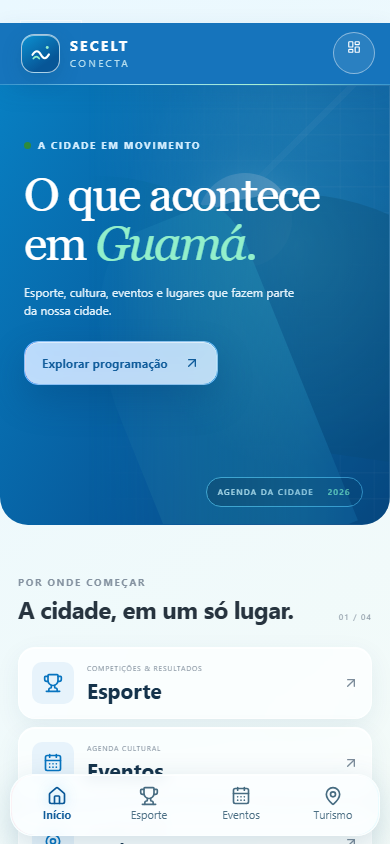 SECELT
CONECTA
A CIDADE EM MOVIMENTO
O que acontece
em Guamá.
Esporte, cultura, eventos e lugares que fazem parte
da nossa cidade.
Explorar programação
AGENDA DA CIDADE 2026
POR ONDE COMEÇAR
A cidade, em um só lugar.
01 / 04
COMPETIÇÕES & RESULTADOS
Esporte
AGENDA CULTURAL
Eventos
Início
Esporte
Eventos
Turismo